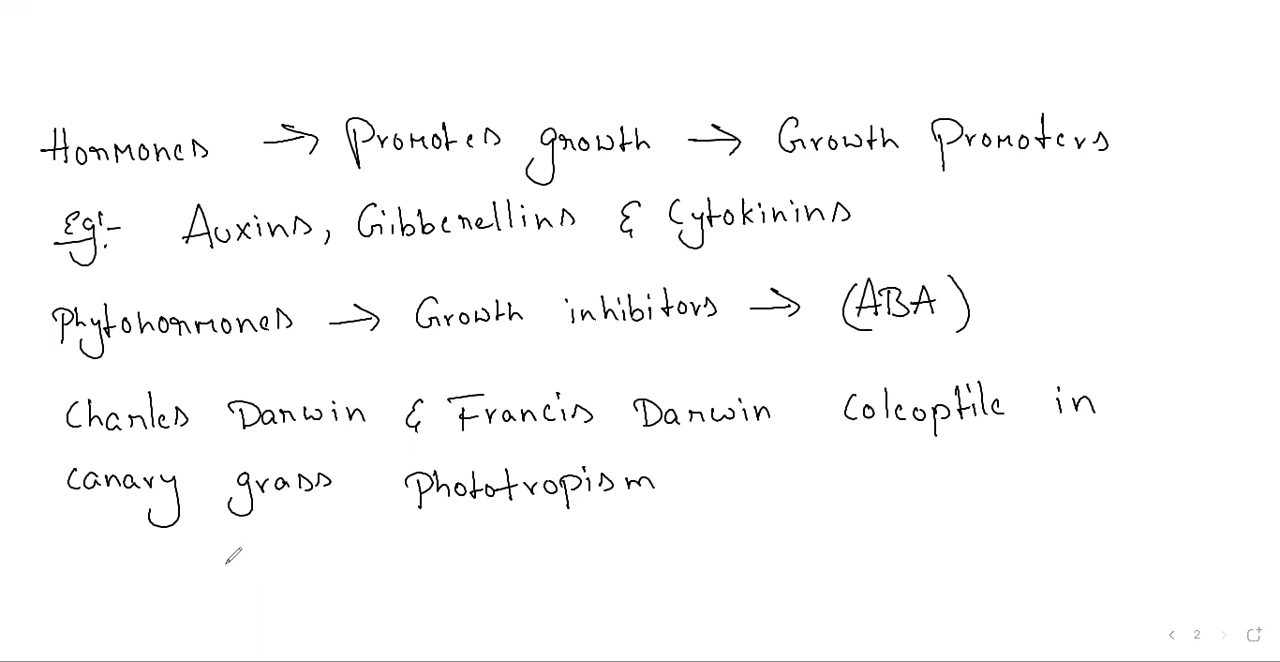 Hormones → Promotes growth → Growth Promoters
Eg:- Auxins, Gibberellins & Cytokinins
Phytohormones → Growth inhibitors → (ABA)
Charles Darwin & Francis Darwin Coleoptile in
canary grass Phototropism
2